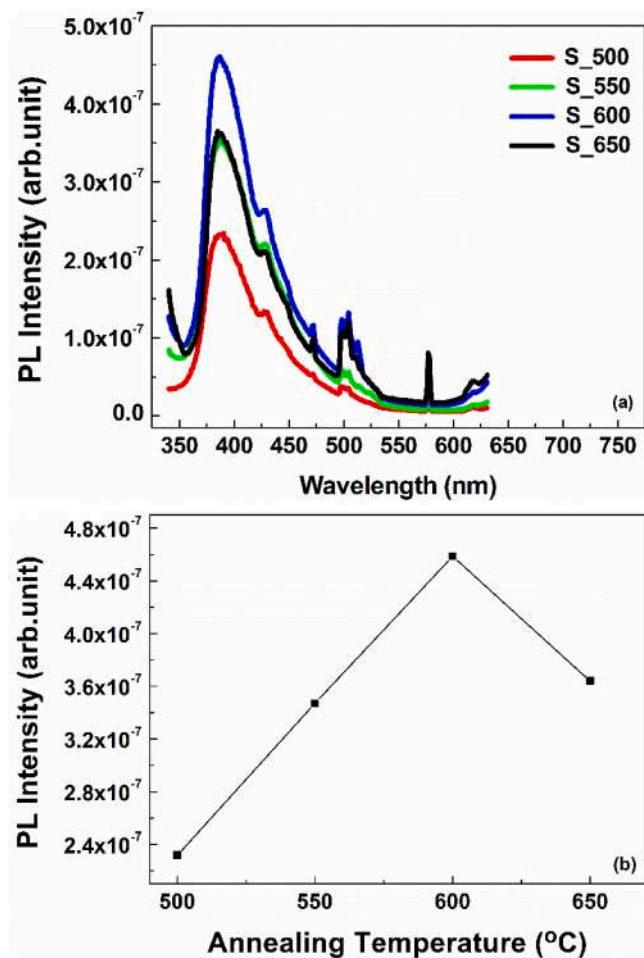 5.0x10⁻⁷
4.0x10⁻⁷
3.0x10⁻⁷
2.0x10⁻⁷
1.0x10⁻⁷
0.0
PL Intensity (arb.unit)
S_500
S_550
S_600
S_650
(a)
350 400 450 500 550 600 650 700 750
Wavelength (nm)
4.8x10⁻⁷
4.4x10⁻⁷
4.0x10⁻⁷
3.6x10⁻⁷
3.2x10⁻⁷
2.8x10⁻⁷
2.4x10⁻⁷
PL Intensity (arb.unit)
(b)
500 550 600 650
Annealing Temperature (ᴼC)